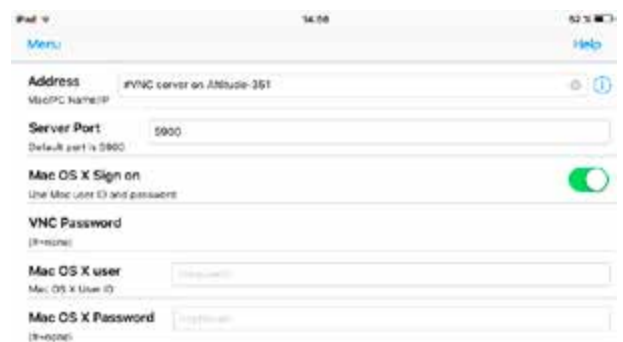 iPad 14:56 52 %
Menu Help
Address #VNC server on Altitude-351
Mac/PC Name/IP
Server Port 5900
Default port is 5900
Mac OS X Sign on
Use Mac user ID and password
VNC Password
(if=none)
Mac OS X user
Mac OS X User ID
Mac OS X Password
(if=none)